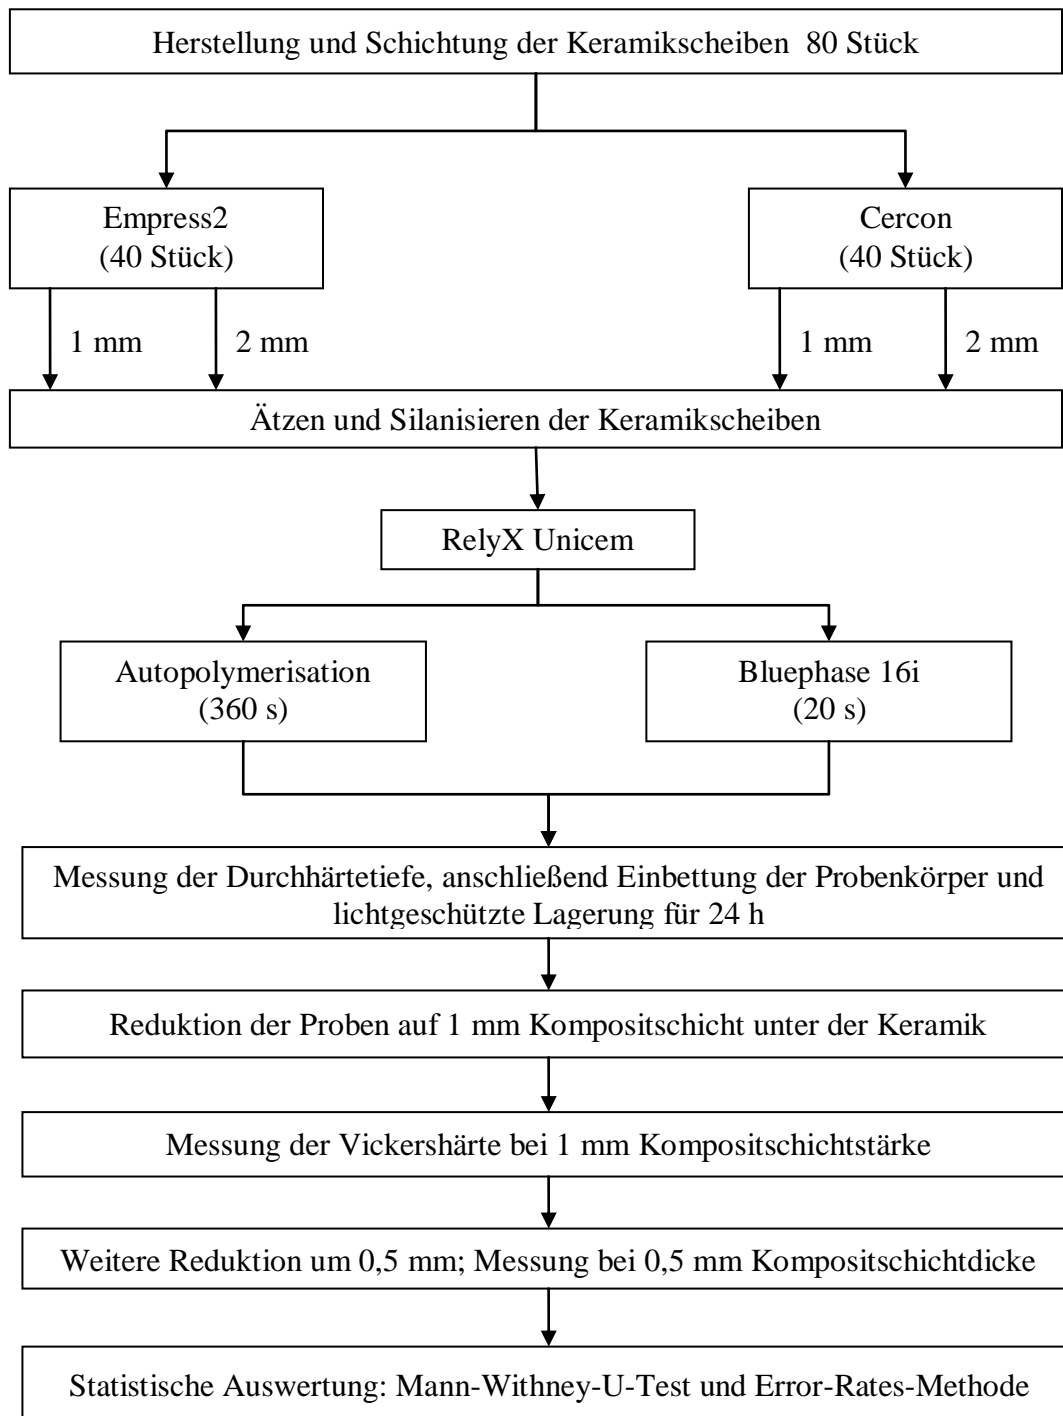 Herstellung und Schichtung der Keramikscheiben  80 Stück
Empress2
(40 Stück)
Cercon
(40 Stück)
1 mm
2 mm
1 mm
2 mm
Ätzen und Silanisieren der Keramikscheiben
RelyX Unicem
Autopolymerisation
(360 s)
Bluephase 16i
(20 s)
Messung der Durchhärtetiefe, anschließend Einbettung der Probenkörper und
lichtgeschützte Lagerung für 24 h
Reduktion der Proben auf 1 mm Kompositschicht unter der Keramik
Messung der Vickershärte bei 1 mm Kompositschichtstärke
Weitere Reduktion um 0,5 mm; Messung bei 0,5 mm Kompositschichtdicke
Statistische Auswertung: Mann-Withney-U-Test und Error-Rates-Methode